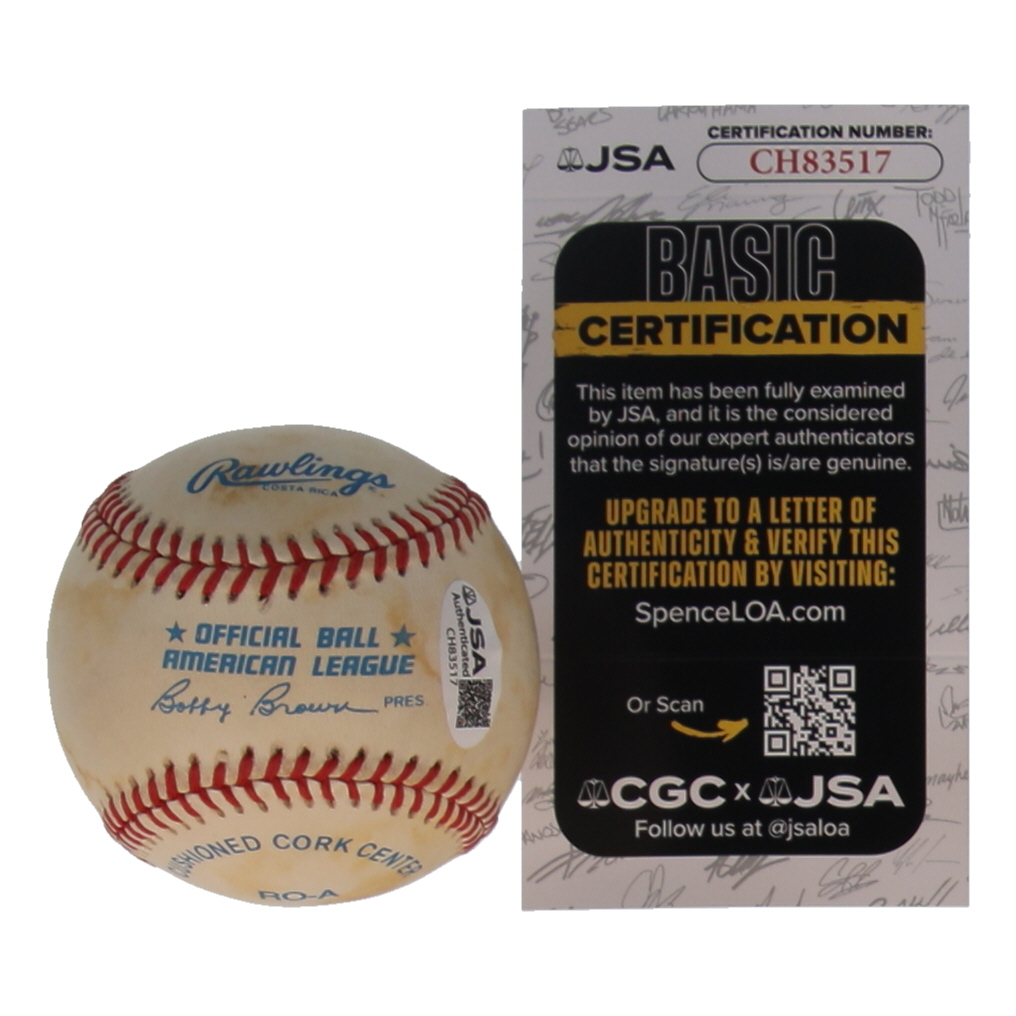 Rawlings
COSTA RICA
★ OFFICIAL BALL ★
AMERICAN LEAGUE
Bobby Brown PRES
CUSHIONED CORK CENTER
RO-A
JSA
Authenticated
CH83517
CERTIFICATION NUMBER:
JSA
CH83517
BASIC
CERTIFICATION
This item has been fully examined
by JSA, and it is the considered
opinion of our expert authenticators
that the signature(s) is/are genuine.
UPGRADE TO A LETTER OF
AUTHENTICITY & VERIFY THIS
CERTIFICATION BY VISITING:
SpenceLOA.com
Or Scan
CGC x JSA
Follow us at @jsaloa